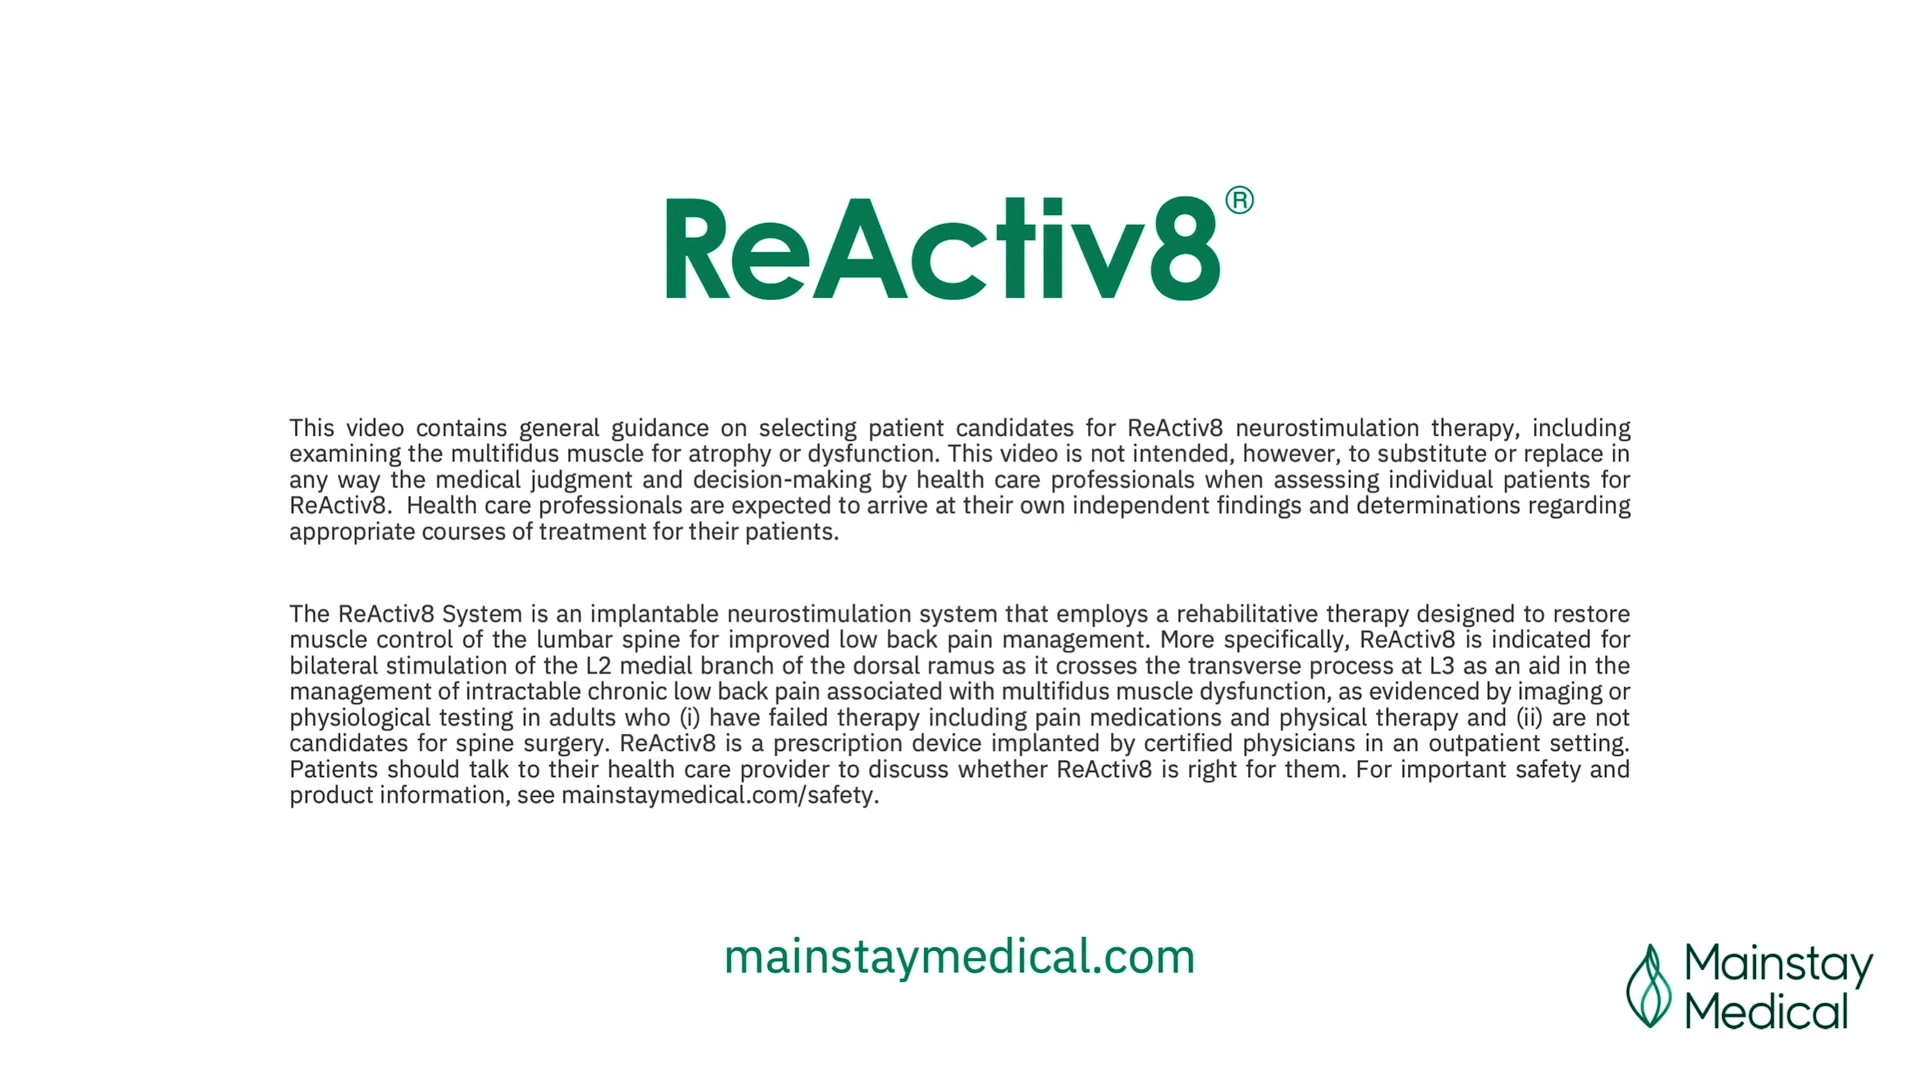 ReActiv8®
This video contains general guidance on selecting patient candidates for ReActiv8 neurostimulation therapy, including
examining the multifidus muscle for atrophy or dysfunction. This video is not intended, however, to substitute or replace in
any way the medical judgment and decision-making by health care professionals when assessing individual patients for
ReActiv8.  Health care professionals are expected to arrive at their own independent findings and determinations regarding
appropriate courses of treatment for their patients.
The ReActiv8 System is an implantable neurostimulation system that employs a rehabilitative therapy designed to restore
muscle control of the lumbar spine for improved low back pain management. More specifically, ReActiv8 is indicated for
bilateral stimulation of the L2 medial branch of the dorsal ramus as it crosses the transverse process at L3 as an aid in the
management of intractable chronic low back pain associated with multifidus muscle dysfunction, as evidenced by imaging or
physiological testing in adults who (i) have failed therapy including pain medications and physical therapy and (ii) are not
candidates for spine surgery. ReActiv8 is a prescription device implanted by certified physicians in an outpatient setting.
Patients should talk to their health care provider to discuss whether ReActiv8 is right for them. For important safety and
product information, see mainstaymedical.com/safety.
mainstaymedical.com
Mainstay
Medical